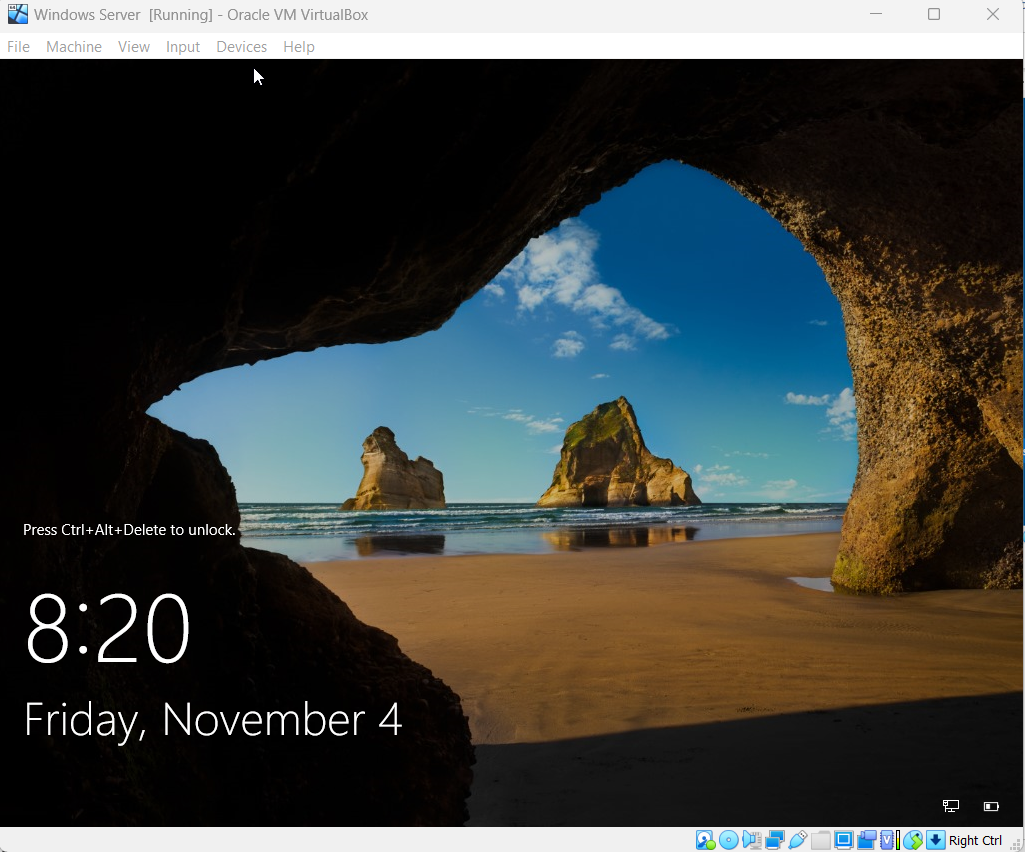 Windows Server [Running] - Oracle VM VirtualBox
File Machine View Input Devices Help
Press Ctrl+Alt+Delete to unlock.
8:20
Friday, November 4
Right Ctrl